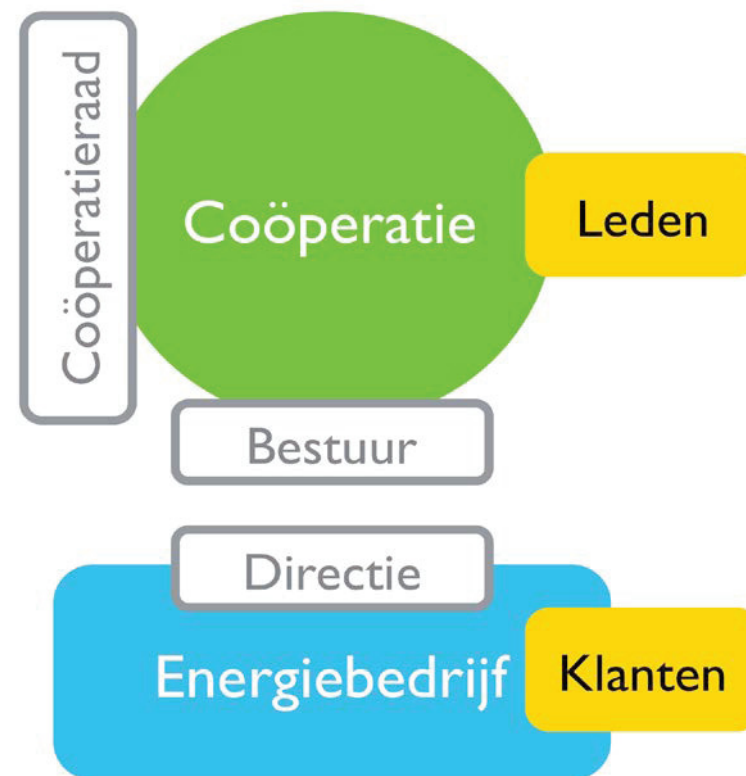 Coöperatieraad
Coöperatie
Leden
Bestuur
Directie
Energiebedrijf
Klanten